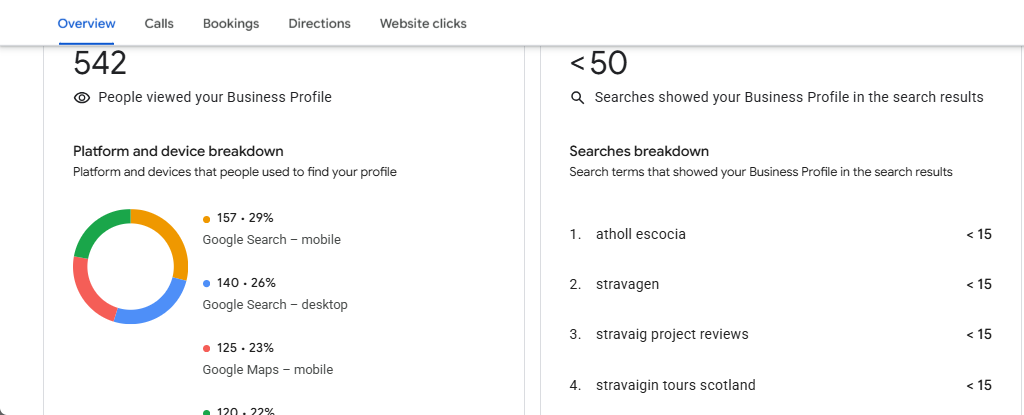 Overview Calls Bookings Directions Website clicks
542
People viewed your Business Profile
Platform and device breakdown
Platform and devices that people used to find your profile
157 • 29%
Google Search – mobile
140 • 26%
Google Search – desktop
125 • 23%
Google Maps – mobile
120 • 22%
<50
Searches showed your Business Profile in the search results
Searches breakdown
Search terms that showed your Business Profile in the search results
1. atholl escocia < 15
2. stravagen < 15
3. stravaig project reviews < 15
4. stravaigin tours scotland < 15